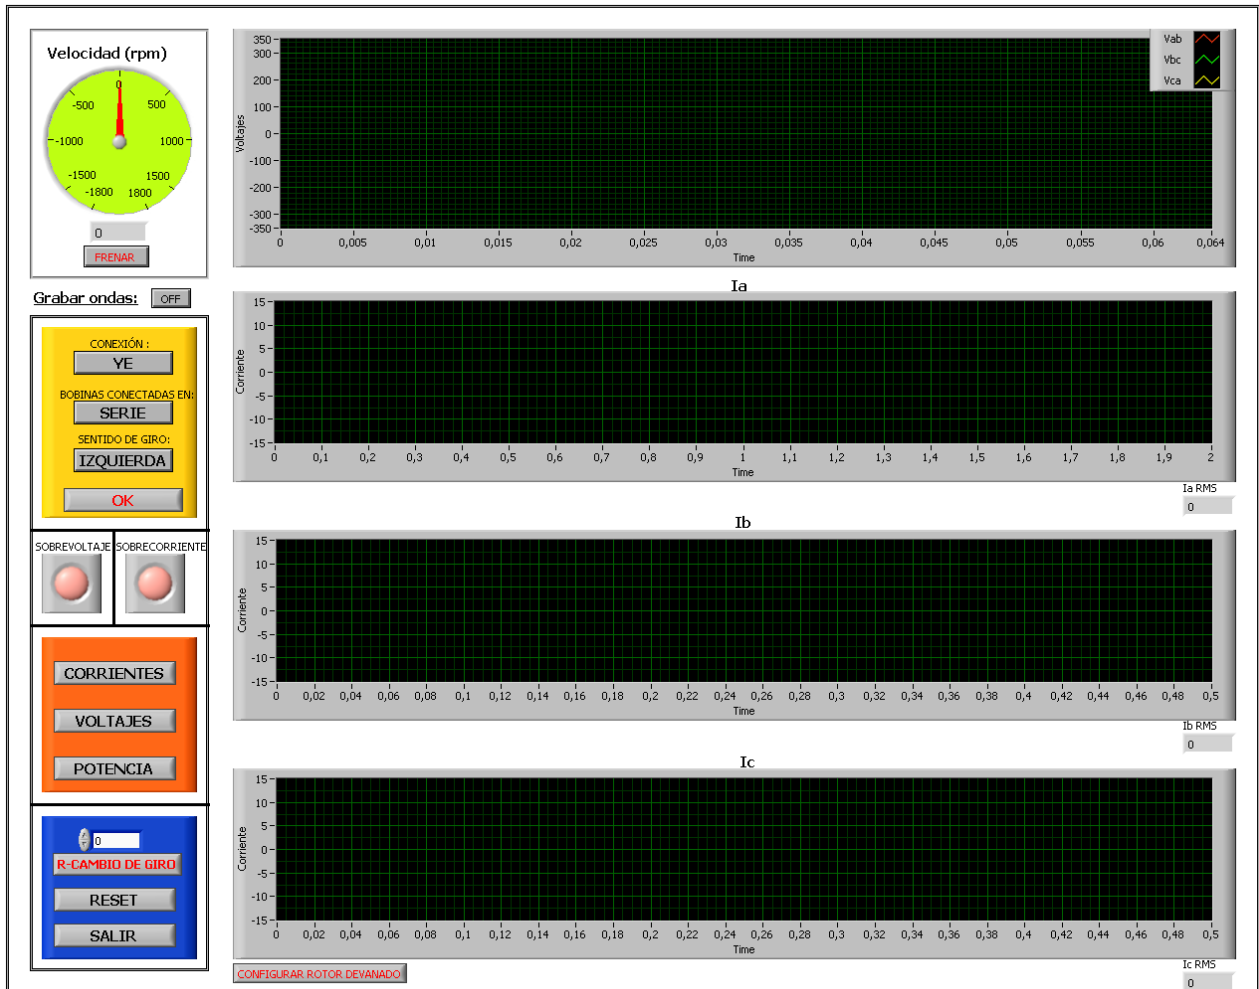 Velocidad (rpm)
0
-500
500
-1000
1000
-1500
1500
-1800
1800
0
FRENAR
Grabar ondas:
OFF
CONEXIÓN :
YE
BOBINAS CONECTADAS EN:
SERIE
SENTIDO DE GIRO:
IZQUIERDA
OK
SOBREVOLTAJE
SOBRECORRIENTE
CORRIENTES
VOLTAJES
POTENCIA
0
R-CAMBIO DE GIRO
RESET
SALIR
Vab
Vbc
Vca
Voltajes
350
300
200
100
0
-100
-200
-300
-350
0 0,005 0,01 0,015 0,02 0,025 0,03 0,035 0,04 0,045 0,05 0,055 0,06 0,064
Time
Ia
Corriente
15
10
5
0
-5
-10
-15
0 0,1 0,2 0,3 0,4 0,5 0,6 0,7 0,8 0,9 1 1,1 1,2 1,3 1,4 1,5 1,6 1,7 1,8 1,9 2
Time
Ia RMS
0
Ib
Corriente
15
10
5
0
-5
-10
-15
0 0,02 0,04 0,06 0,08 0,1 0,12 0,14 0,16 0,18 0,2 0,22 0,24 0,26 0,28 0,3 0,32 0,34 0,36 0,38 0,4 0,42 0,44 0,46 0,48 0,5
Time
Ib RMS
0
Ic
Corriente
15
10
5
0
-5
-10
-15
0 0,02 0,04 0,06 0,08 0,1 0,12 0,14 0,16 0,18 0,2 0,22 0,24 0,26 0,28 0,3 0,32 0,34 0,36 0,38 0,4 0,42 0,44 0,46 0,48 0,5
Time
Ic RMS
0
CONFIGURAR ROTOR DEVANADO